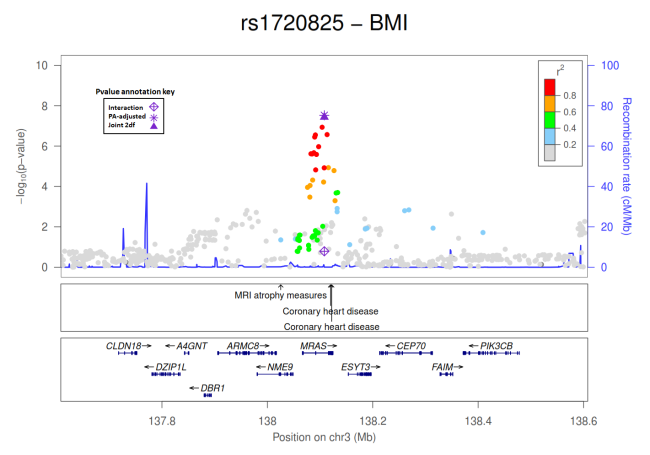 rs1720825 − BMI
10
8
6
4
2
0
−log10(p−value)
100
80
60
40
20
0
Recombination rate (cM/Mb)
Pvalue annotation key
Interaction
PA-adjusted
Joint 2df
r2
0.8
0.6
0.4
0.2
MRI atrophy measures
Coronary heart disease
Coronary heart disease
CLDN18→ ←A4GNT ARMC8→ MRAS→ ←CEP70 ←PIK3CB
←DZIP1L ←NME9 ←ESYT3 FAIM→
←DBR1
137.8 138 138.2 138.4 138.6
Position on chr3 (Mb)